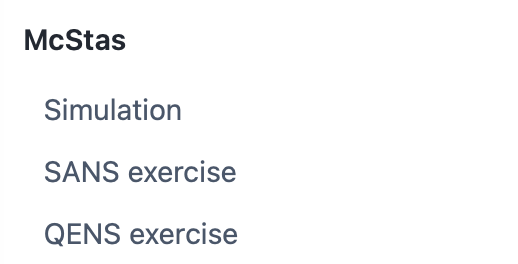 McStas
Simulation
SANS exercise
QENS exercise